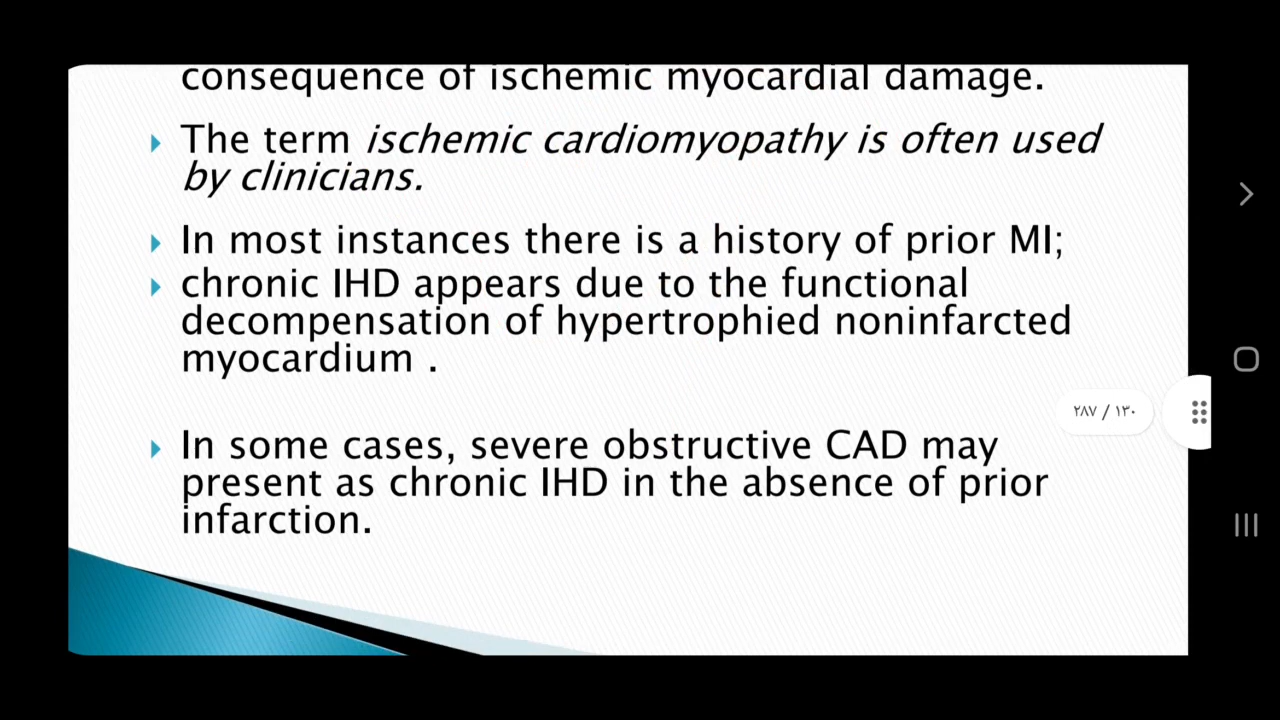 consequence of ischemic myocardial damage.
The term ischemic cardiomyopathy is often used
by clinicians.
In most instances there is a history of prior MI;
chronic IHD appears due to the functional
decompensation of hypertrophied noninfarcted
myocardium .
٢٨٧ / ١٣٠
In some cases, severe obstructive CAD may
present as chronic IHD in the absence of prior
infarction.